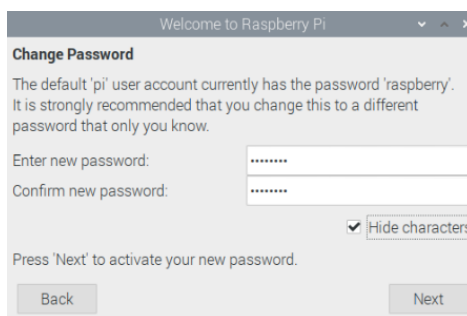 Welcome to Raspberry Pi
Change Password
The default 'pi' user account currently has the password 'raspberry'.
It is strongly recommended that you change this to a different
password that only you know.
Enter new password: ••••••••
Confirm new password: ••••••••
Hide characters
Press 'Next' to activate your new password.
Back Next